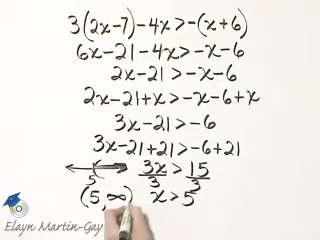 3(2x-7)-4x>-(x+6)
6x-21-4x>-x-6
2x-21>-x-6
2x-21+x>-x-6+x
3x-21>-6
3x-21+21>-6+21
3x/3 > 15/3
5
(5,∞) x>5
Elayn Martin-Gay